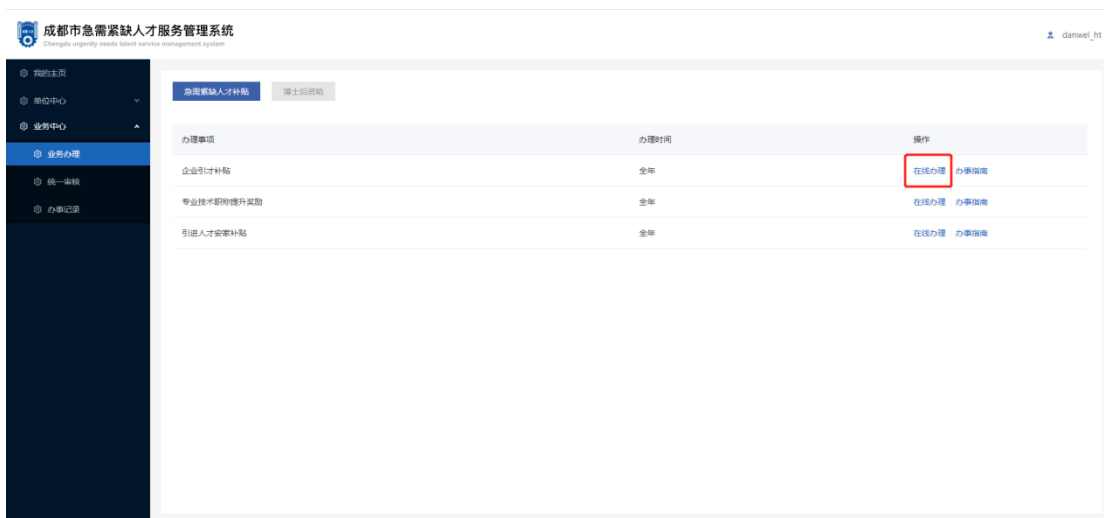 成都市急需紧缺人才服务管理系统
Chengdu urgently needs talent service management system
danwei_ht
我的主页
单位中心
业务中心
业务办理
统一审核
办事记录
急需紧缺人才补贴 博士后资助
办理事项 办理时间 操作
企业引才补贴 全年 在线办理 办事指南
专业技术职称提升奖励 全年 在线办理 办事指南
引进人才安家补贴 全年 在线办理 办事指南